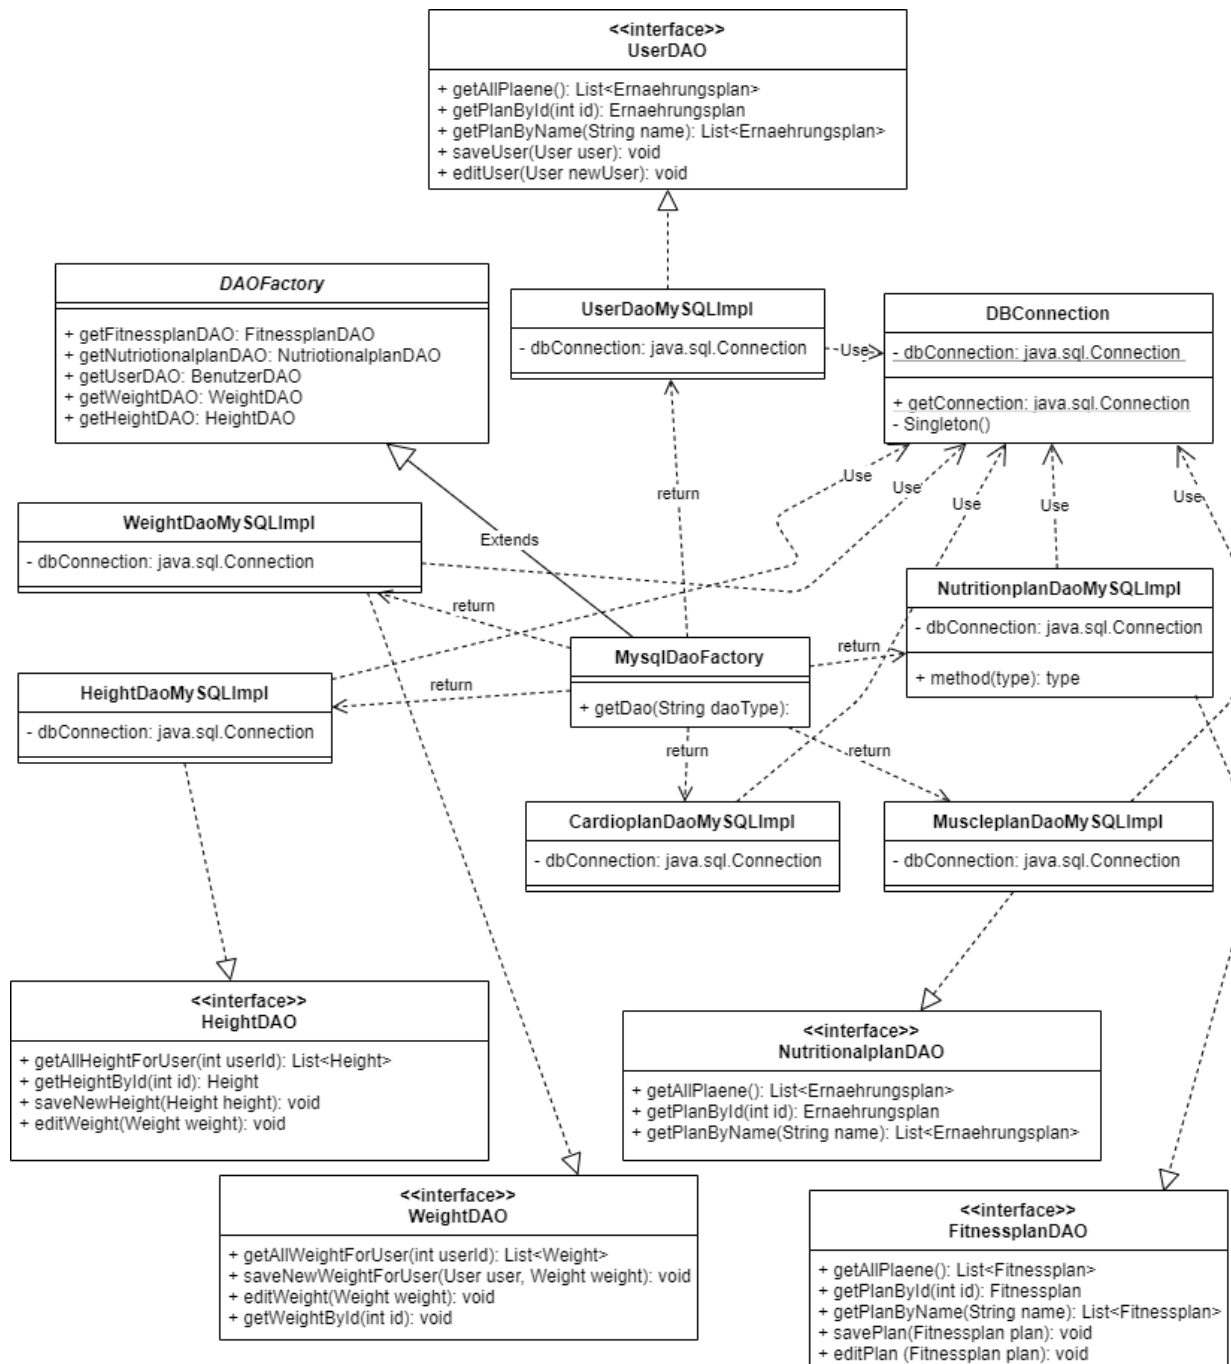 <<interface>>
UserDAO
+ getAllPlaene(): List<Ernaehrungsplan>
+ getPlanById(int id): Ernaehrungsplan
+ getPlanByName(String name): List<Ernaehrungsplan>
+ saveUser(User user): void
+ editUser(User newUser): void
DAOFactory
+ getFitnessplanDAO: FitnessplanDAO
+ getNutriotionalplanDAO: NutriotionalplanDAO
+ getUserDAO: BenutzerDAO
+ getWeightDAO: WeightDAO
+ getHeightDAO: HeightDAO
UserDaoMySQLImpl
- dbConnection: java.sql.Connection
Use
DBConnection
- dbConnection: java.sql.Connection
+ getConnection: java.sql.Connection
- Singleton()
Use
Use
Use
Use
Use
return
Extends
WeightDaoMySQLImpl
- dbConnection: java.sql.Connection
return
NutritionplanDaoMySQLImpl
- dbConnection: java.sql.Connection
+ method(type): type
MysqlDaoFactory
+ getDao(String daoType):
return
HeightDaoMySQLImpl
- dbConnection: java.sql.Connection
return
return
return
CardioplanDaoMySQLImpl
- dbConnection: java.sql.Connection
MuscleplanDaoMySQLImpl
- dbConnection: java.sql.Connection
<<interface>>
HeightDAO
+ getAllHeightForUser(int userId): List<Height>
+ getHeightById(int id): Height
+ saveNewHeight(Height height): void
+ editWeight(Weight weight): void
<<interface>>
NutritionalplanDAO
+ getAllPlaene(): List<Ernaehrungsplan>
+ getPlanById(int id): Ernaehrungsplan
+ getPlanByName(String name): List<Ernaehrungsplan>
<<interface>>
WeightDAO
+ getAllWeightForUser(int userId): List<Weight>
+ saveNewWeightForUser(User user, Weight weight): void
+ editWeight(Weight weight): void
+ getWeightById(int id): void
<<interface>>
FitnessplanDAO
+ getAllPlaene(): List<Fitnessplan>
+ getPlanById(int id): Fitnessplan
+ getPlanByName(String name): List<Fitnessplan>
+ savePlan(Fitnessplan plan): void
+ editPlan (Fitnessplan plan): void